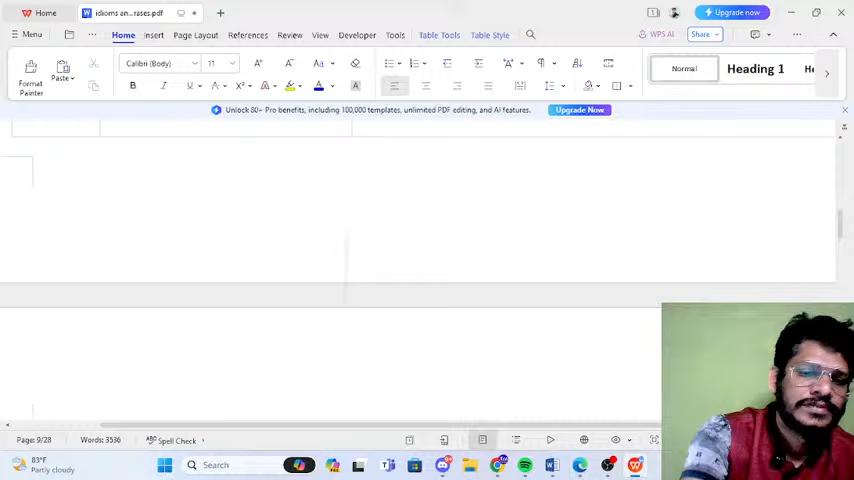 Home
idioms an...rases.pdf
Upgrade now
Menu
Home
Insert
Page Layout
References
Review
View
Developer
Tools
Table Tools
Table Style
WPS AI
Share
Format Painter
Paste
Calibri (Body)
11
Normal
Heading 1
He
Unlock 80+ Pro benefits, including 100,000 templates, unlimited PDF editing, and AI features.
Upgrade Now
Page: 9/28
Words: 3536
Spell Check
83°F
Partly cloudy
Search